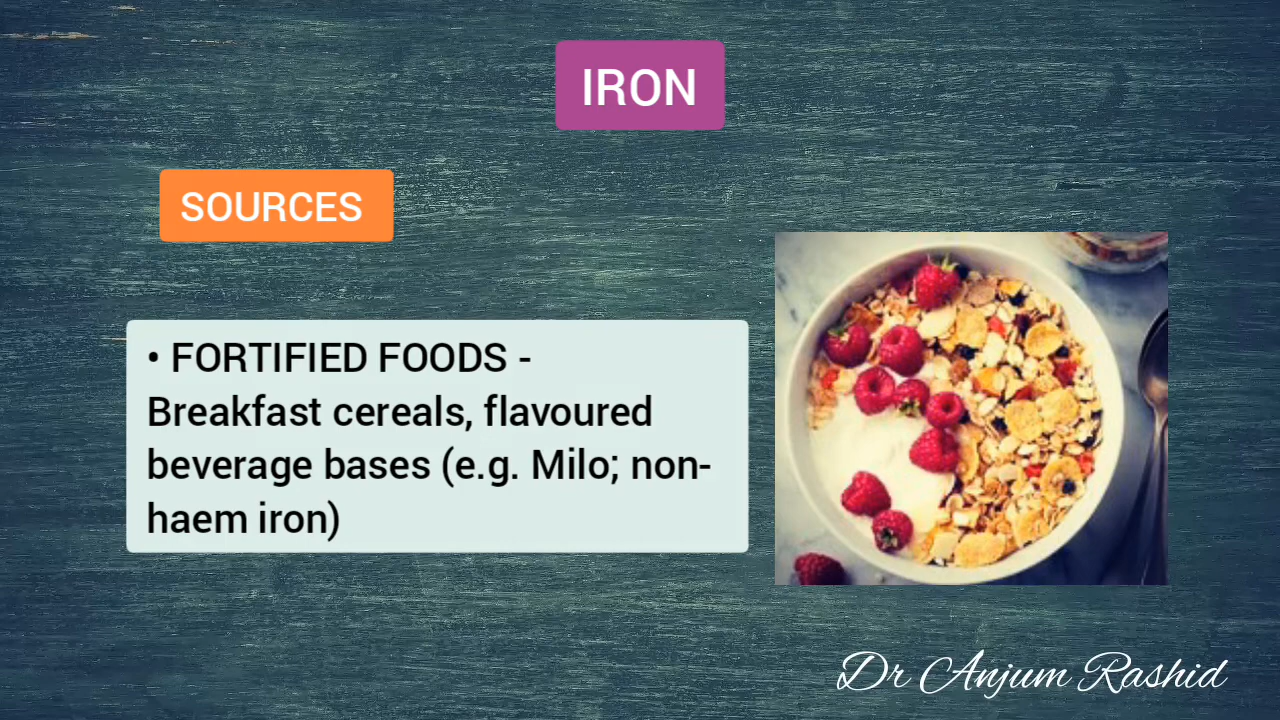 IRON
SOURCES
• FORTIFIED FOODS -
Breakfast cereals, flavoured
beverage bases (e.g. Milo; non-
haem iron)
Dr Anjum Rashid